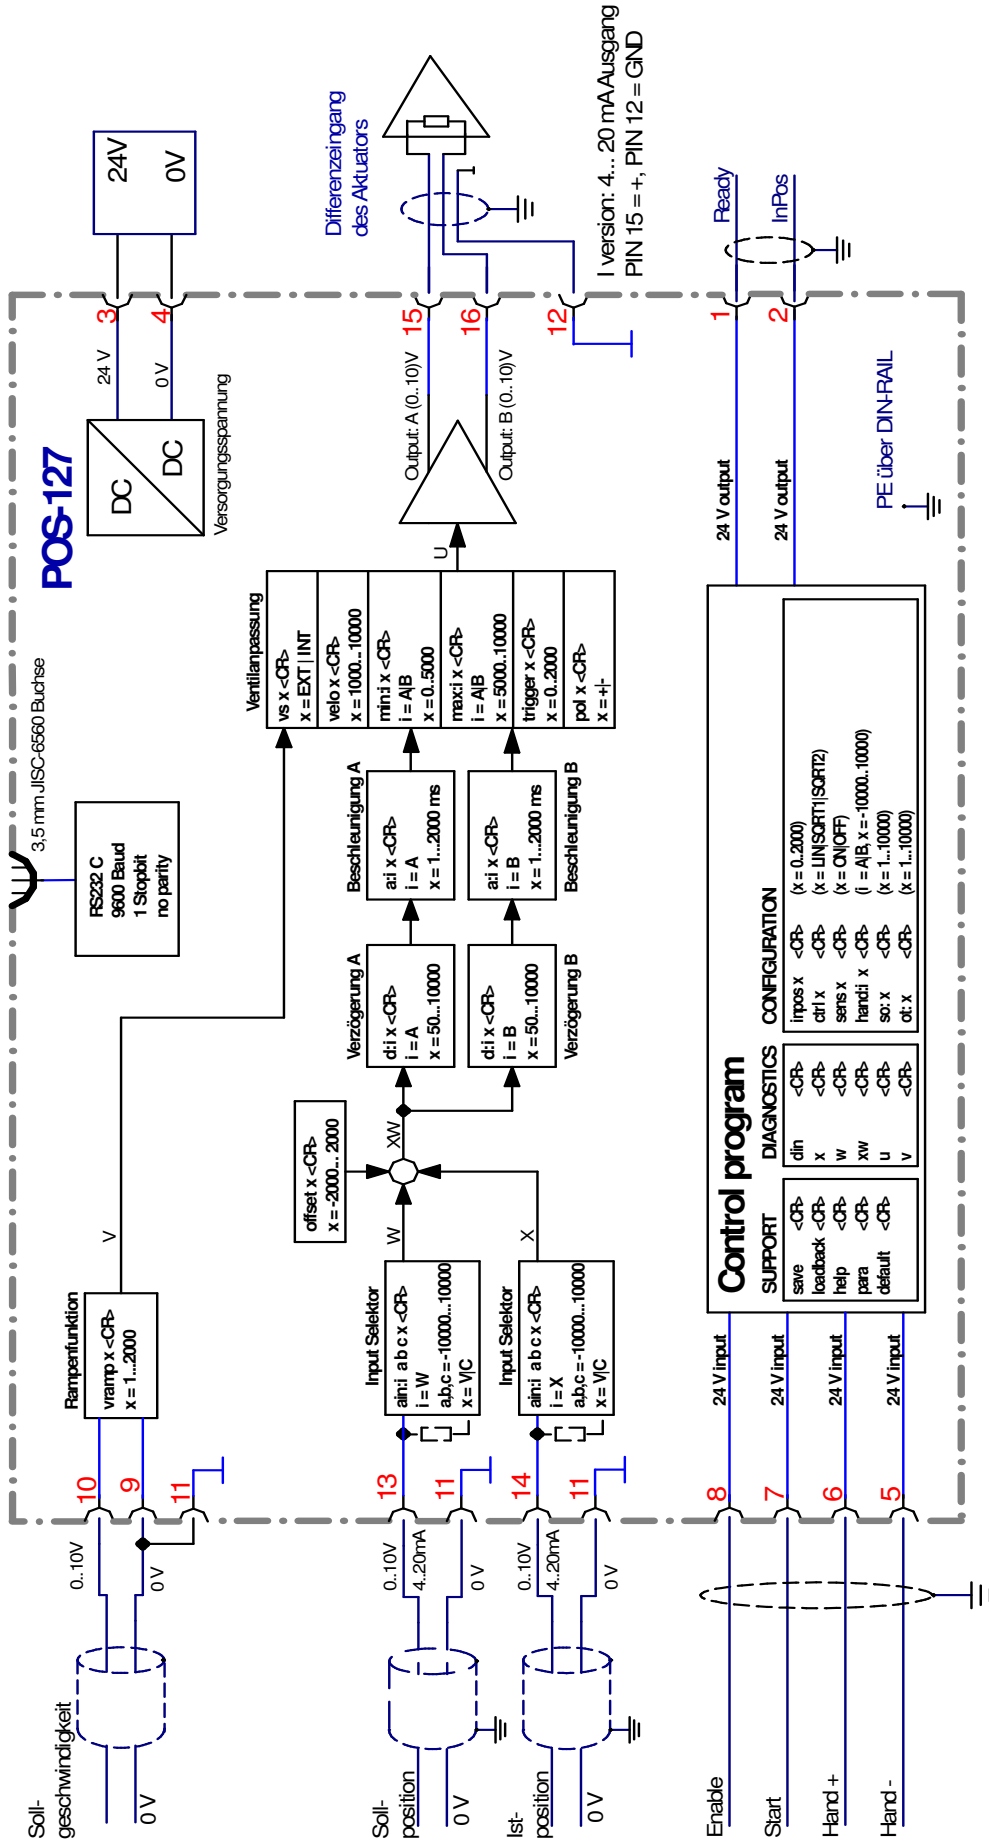 POS-127
3,5 mm JISC-6560 Buchse
RS232 C
9600 Baud
1 Stopbit
no parity
DC
DC
Versorgungsspannung
24 V
0 V
3
4
24V
0V
Soll-
geschwindigkeit
0 V
0..10V
0 V
10
9
11
Rampenfunktion
vramp x <CR>
x = 1...2000
V
Soll-
position
0 V
0..10V
4..20mA
0 V
13
11
Input Selektor
ain:i a b c x <CR>
i = W
a,b,c = -10000...10000
x = V|C
W
Ist-
position
0 V
0..10V
4..20mA
0 V
14
11
Input Selektor
ain:i a b c x <CR>
i = X
a,b,c = -10000...10000
x = V|C
X
offset x <CR>
x = -2000... 2000
XW
Verzögerung A
d:i x <CR>
i = A
x = 50...10000
d:i x <CR>
i = B
x = 50...10000
Verzögerung B
Beschleunigung A
a:i x <CR>
i = A
x = 1...2000 ms
a:i x <CR>
i = B
x = 1...2000 ms
Beschleunigung B
Ventilanpassung
vs x <CR>
x = EXT | INT
velo x <CR>
x = 1000...10000
min:i x <CR>
i = A|B
x = 0..5000
max:i x <CR>
i = A|B
x = 5000..10000
trigger x <CR>
x = 0..2000
pol x <CR>
x = +|-
U
Output: A (0..10)V
Output: B (0..10)V
15
16
12
Differenzeingang
des Aktuators
I version: 4... 20 mA Ausgang
PIN 15 = +, PIN 12 = GND
Enable
Start
Hand +
Hand -
8
7
6
5
24 V input
24 V input
24 V input
24 V input
Control program
SUPPORT
save <CR>
loadback <CR>
help <CR>
para <CR>
default <CR>
DIAGNOSTICS
din <CR>
x <CR>
w <CR>
xw <CR>
u <CR>
v <CR>
CONFIGURATION
inpos x <CR> (x = 0..2000)
ctrl x <CR> (x = LIN|SQRT1|SQRT2)
sens x <CR> (x = ON|OFF)
hand:i x <CR> (i = A|B, x = -10000..10000)
so: x <CR> (x = 1...10000)
ot: x <CR> (x = 1...10000)
24 V output
24 V output
1
2
Ready
InPos
PE über DIN-RAIL